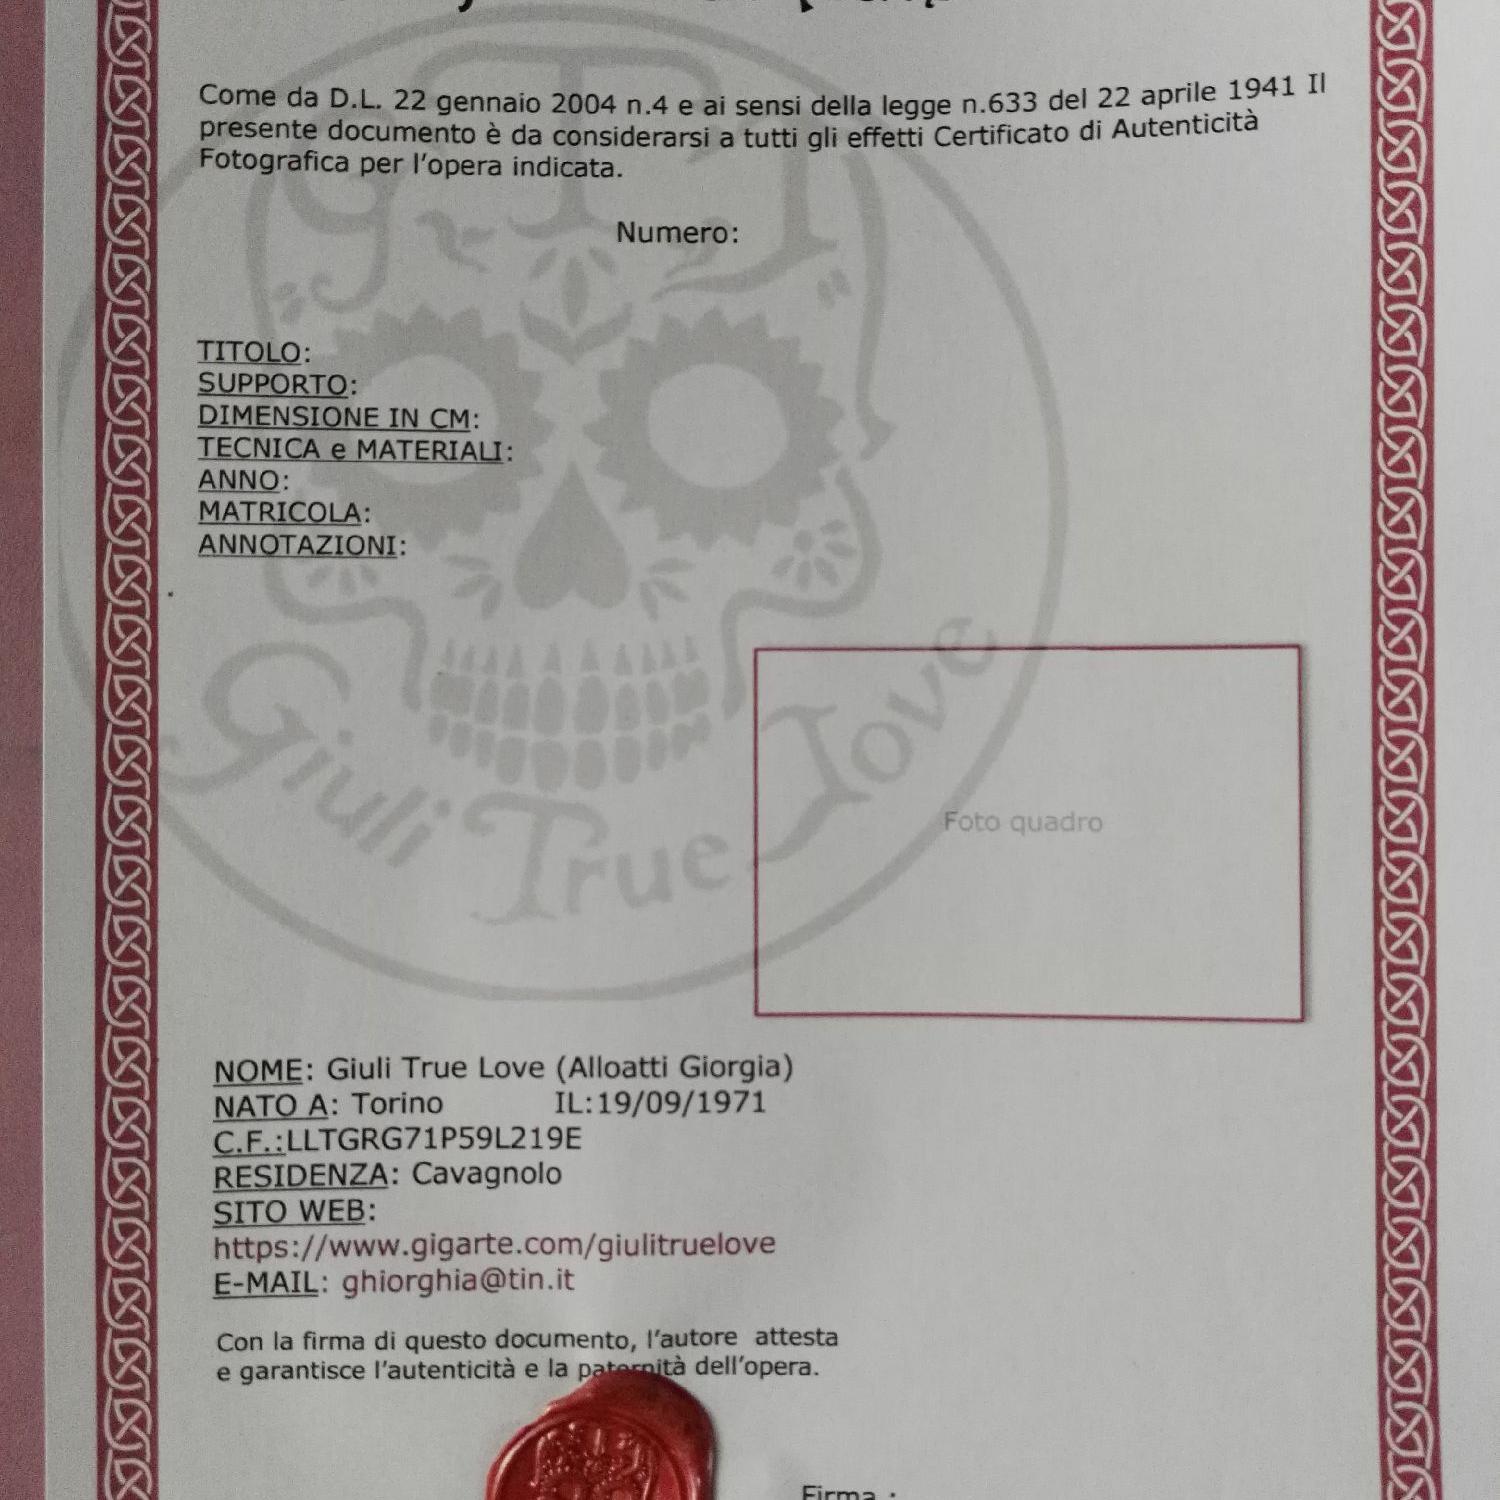 Come da D.L. 22 gennaio 2004 n.4 e ai sensi della legge n.633 del 22 aprile 1941 Il
presente documento è da considerarsi a tutti gli effetti Certificato di Autenticità
Fotografica per l'opera indicata.
Numero:
TITOLO:
SUPPORTO:
DIMENSIONE IN CM:
TECNICA e MATERIALI:
ANNO:
MATRICOLA:
ANNOTAZIONI:
Giuli True Love
Foto quadro
NOME: Giuli True Love (Alloatti Giorgia)
NATO A: Torino IL:19/09/1971
C.F.:LLTGRG71P59L219E
RESIDENZA: Cavagnolo
SITO WEB:
https://www.gigarte.com/giulitruelove
E-MAIL: ghiorghia@tin.it
Con la firma di questo documento, l'autore attesta
e garantisce l'autenticità e la paternità dell'opera.
Firma :